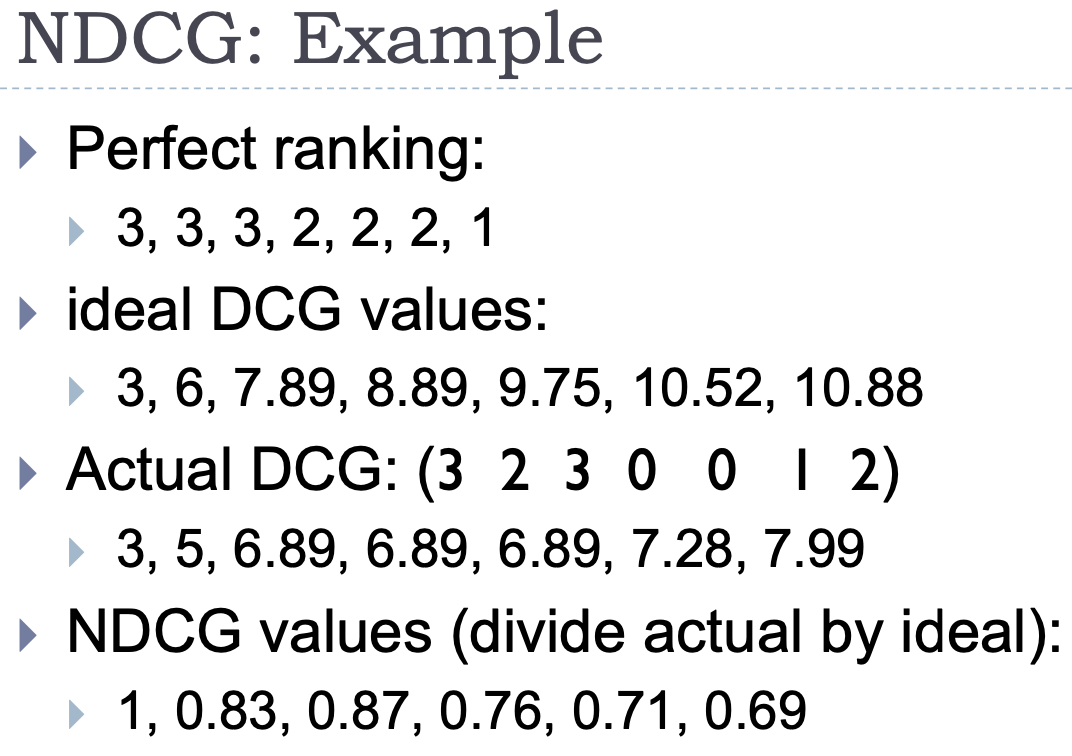 NDCG: Example
Perfect ranking:
3, 3, 3, 2, 2, 2, 1
ideal DCG values:
3, 6, 7.89, 8.89, 9.75, 10.52, 10.88
Actual DCG: (3 2 3 0 0 1 2)
3, 5, 6.89, 6.89, 6.89, 7.28, 7.99
NDCG values (divide actual by ideal):
1, 0.83, 0.87, 0.76, 0.71, 0.69